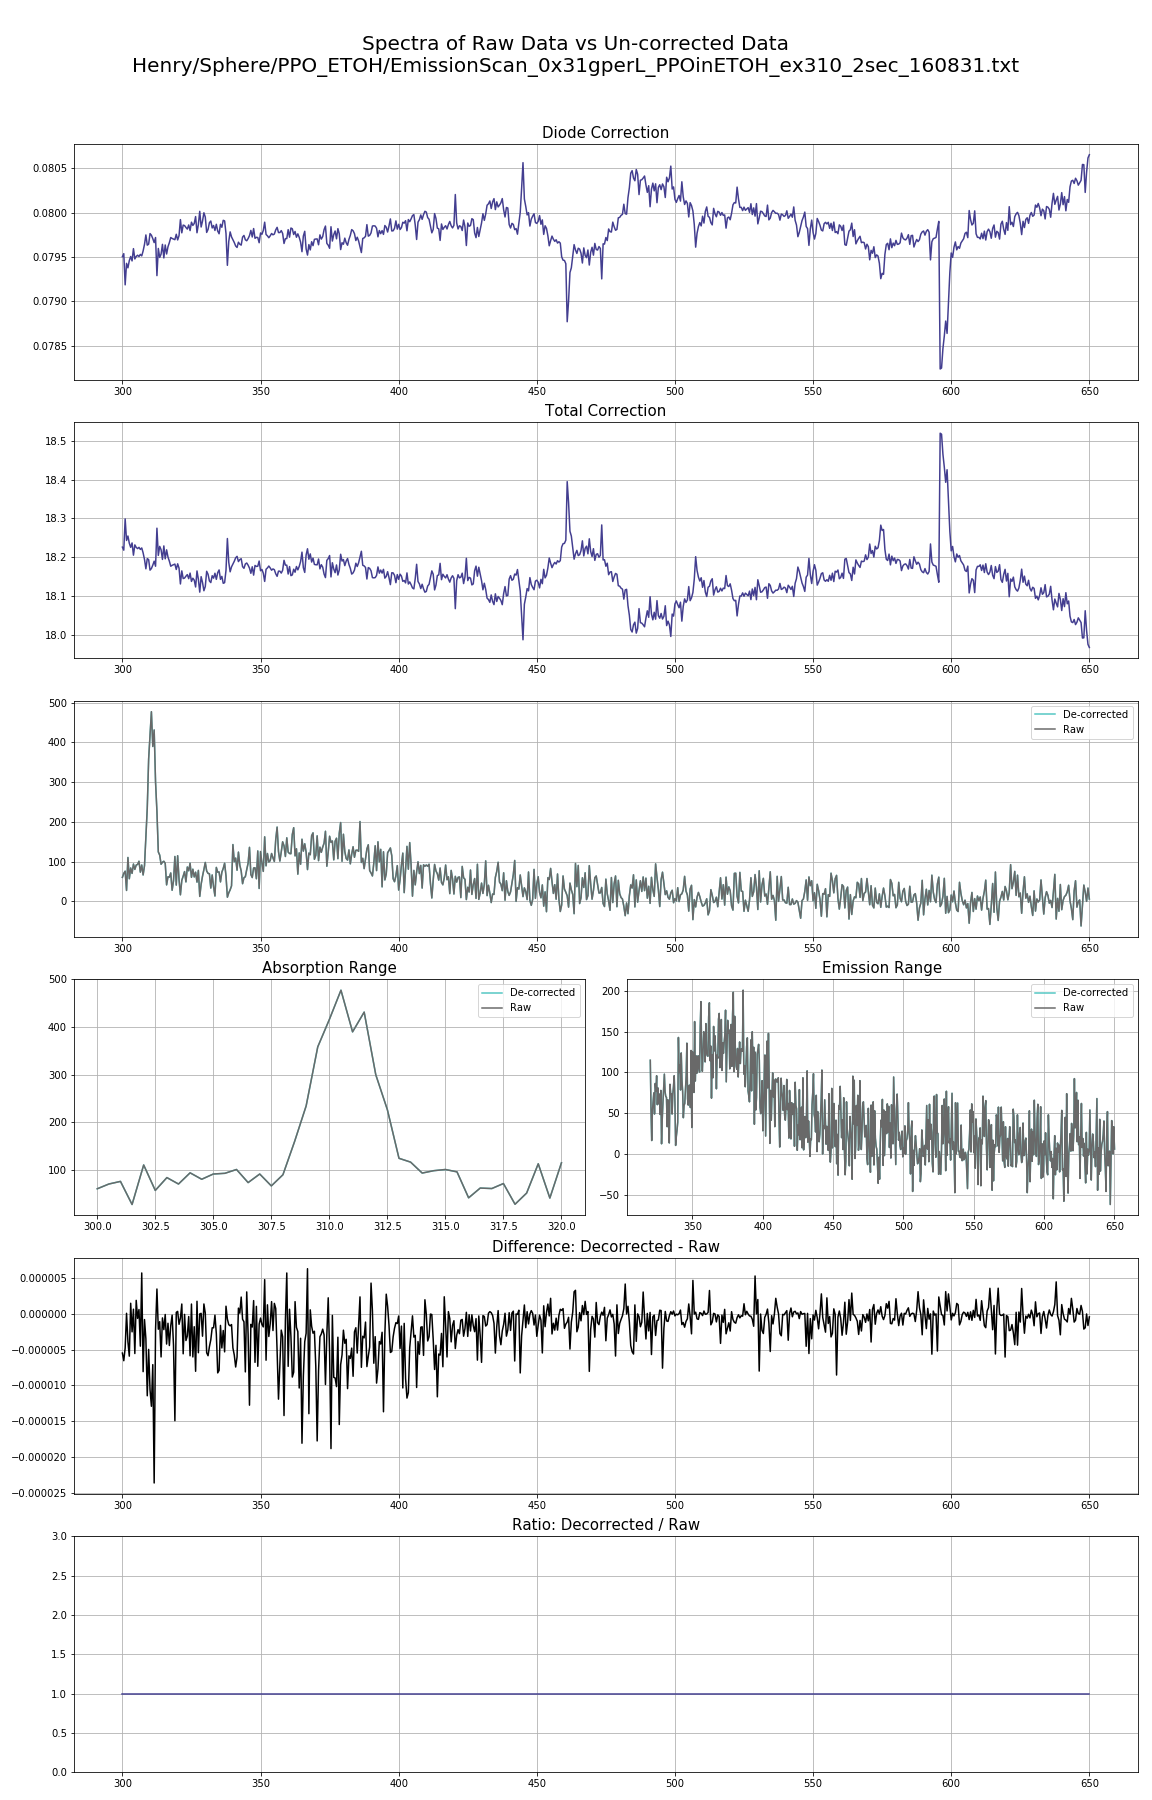 Spectra of Raw Data vs Un-corrected Data
Henry/Sphere/PPO_ETOH/EmissionScan_0x31gperL_PPOinETOH_ex310_2sec_160831.txt
Diode Correction
0.0805
0.0800
0.0795
0.0790
0.0785
300 350 400 450 500 550 600 650
Total Correction
18.5
18.4
18.3
18.2
18.1
18.0
300 350 400 450 500 550 600 650
500
400
300
200
100
0
De-corrected
Raw
300 350 400 450 500 550 600 650
Absorption Range
500
400
300
200
100
De-corrected
Raw
300.0 302.5 305.0 307.5 310.0 312.5 315.0 317.5 320.0
Emission Range
200
150
100
50
0
−50
De-corrected
Raw
350 400 450 500 550 600 650
Difference: Decorrected - Raw
0.000005
0.000000
−0.000005
−0.000010
−0.000015
−0.000020
−0.000025
300 350 400 450 500 550 600 650
Ratio: Decorrected / Raw
3.0
2.5
2.0
1.5
1.0
0.5
0.0
300 350 400 450 500 550 600 650